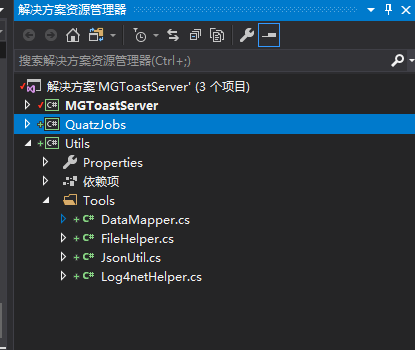 解决方案资源管理器
搜索解决方案资源管理器(Ctrl+;)
解决方案'MGToastServer' (3 个项目)
C# MGToastServer
C# QuatzJobs
C# Utils
Properties
依赖项
Tools
C# DataMapper.cs
C# FileHelper.cs
C# JsonUtil.cs
C# Log4netHelper.cs